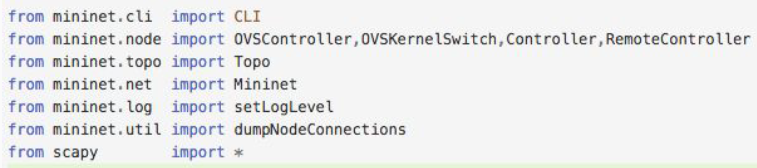 from mininet.cli  import CLI
from mininet.node import OVSController,OVSKernelSwitch,Controller,RemoteController
from mininet.topo import Topo
from mininet.net  import Mininet
from mininet.log  import setLogLevel
from mininet.util import dumpNodeConnections
from scapy        import *